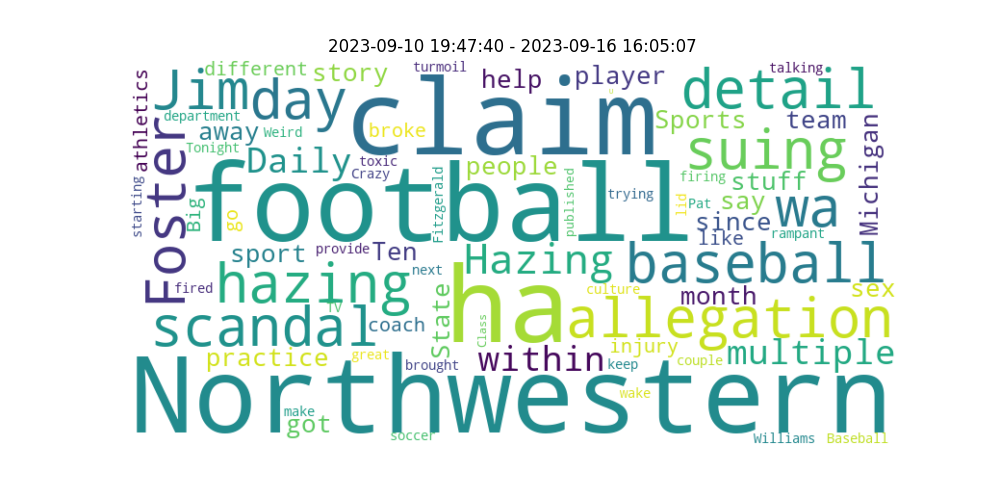 2023-09-10 19:47:40 - 2023-09-16 16:05:07
turmoil
talking
different
story
help
player
athletics
Jim
day
claim
u
detail
department
Sports
team
away
Weird
broke
Michigan
Tonight
suing
Daily
toxic
Crazy
people
firing
stuff
Foster
football
Fitzgerald
published
trying
lid
Pat
say
wa
starting
Big
go
since
like
rampant
sport
provide
Ten
Hazing
baseball
next
fired
hazing
TV
State
ha
culture
month
sex
scandal
coach
Class
allegation
practice
great
brought
within
keep
injury
couple
multiple
Northwestern
make
got
wake
soccer
Williams
Baseball